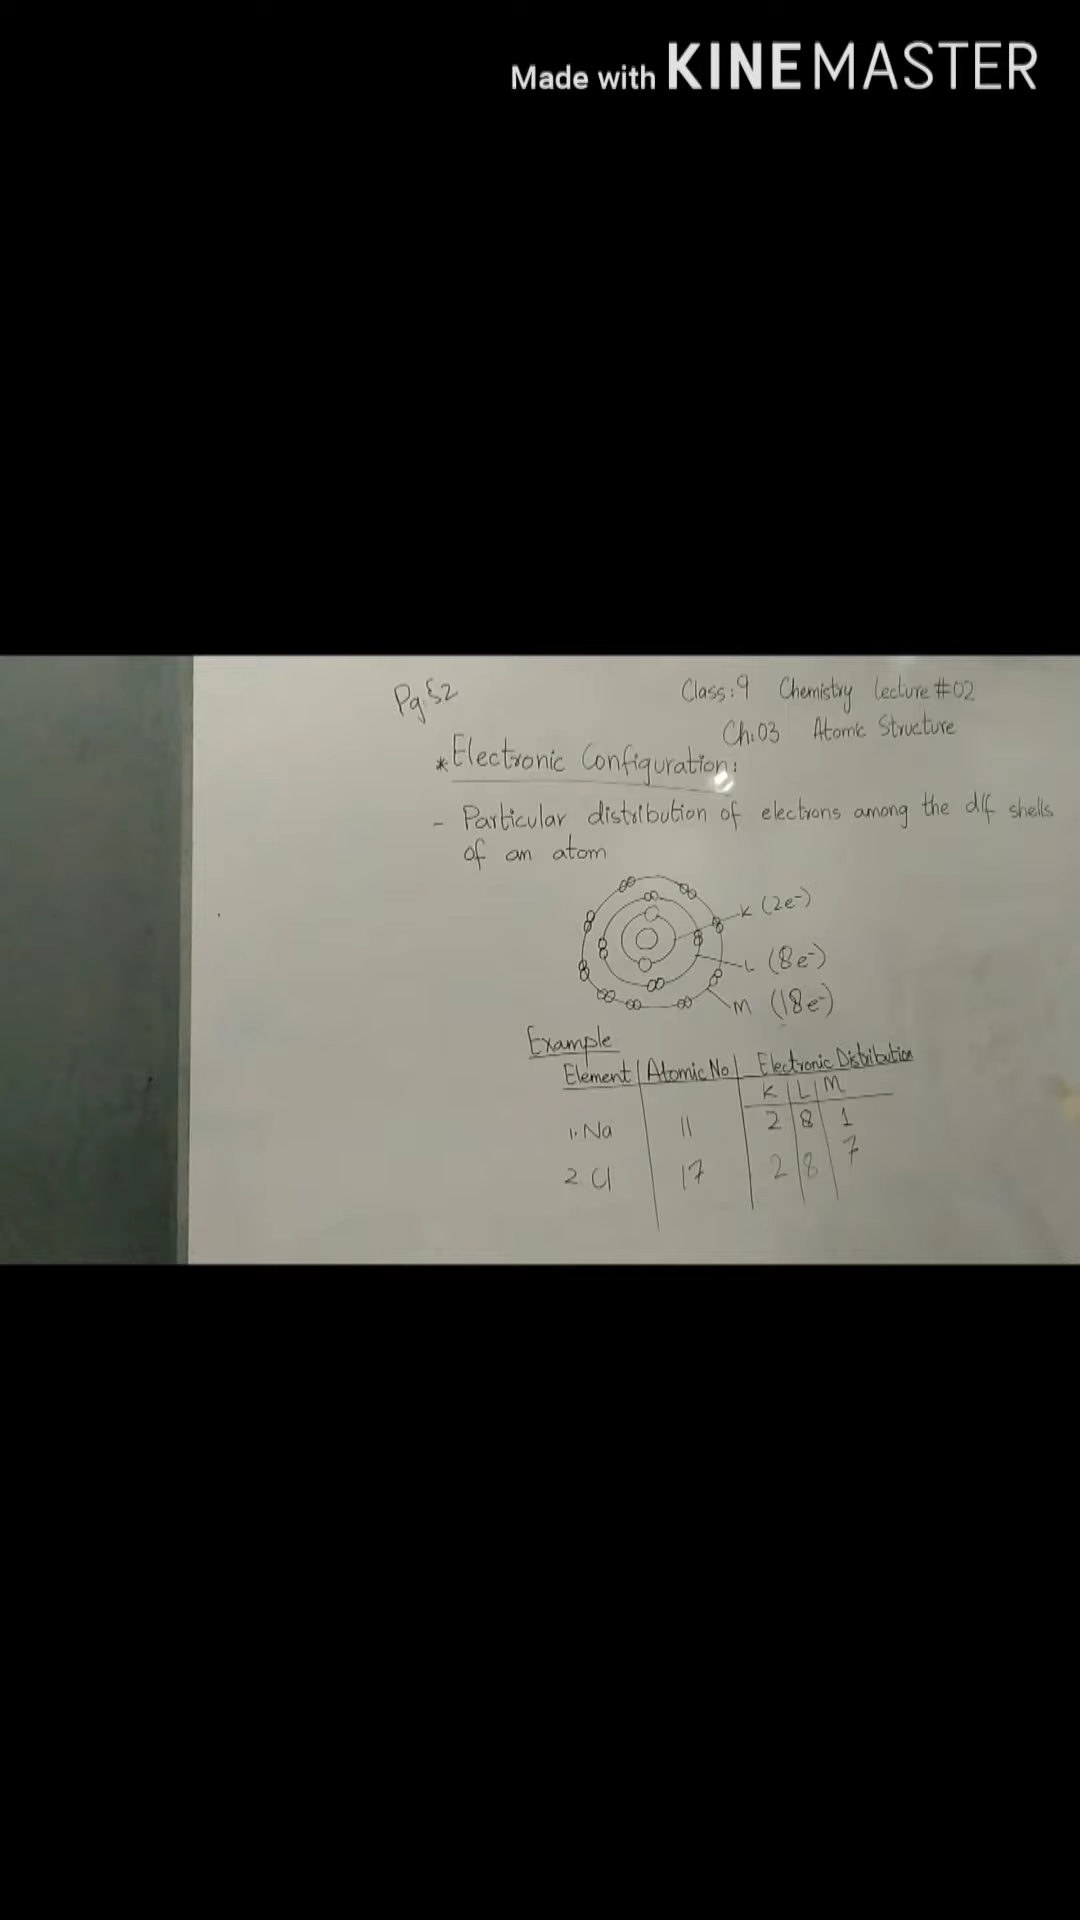 Made with KINEMASTER
Pg:52
Class:9 Chemistry Lecture #02
Ch:03 Atomic Structure
* Electronic Configuration:
- Particular distribution of electrons among the d/f shells
of an atom
K (2e-)
L (8e-)
M (18e-)
Example
Element Atomic No Electronic Distribution
K L M
1. Na 11 2 8 1
2 Cl 17 2 8 7